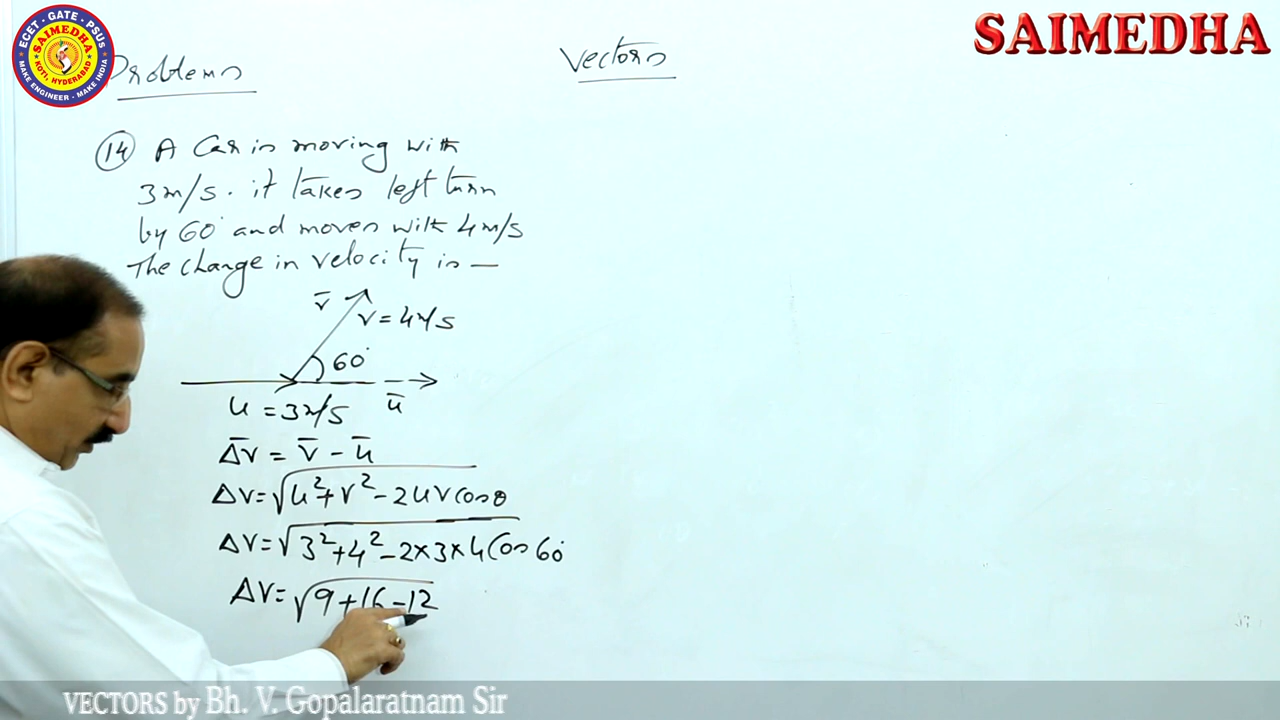 ECET - GATE - PSUS
SAIMEDHA
KOTI, HYDERABAD
MAKE ENGINEER - MAKE INDIA
SAIMEDHA
Problems
Vectors
14 A Car is moving with
3m/s. it takes left turn
by 60° and moves with 4m/s
The change in velocity is —
v̅ v = 4m/s
60°
u = 3m/s u̅
Δ̅v̅ = v̅ - u̅
Δv = √u² + v² - 2uv cos θ
Δv = √3² + 4² - 2×3×4 Cos 60°
Δv = √9 + 16 - 12
VECTORS by Bh. V. Gopalaratnam Sir